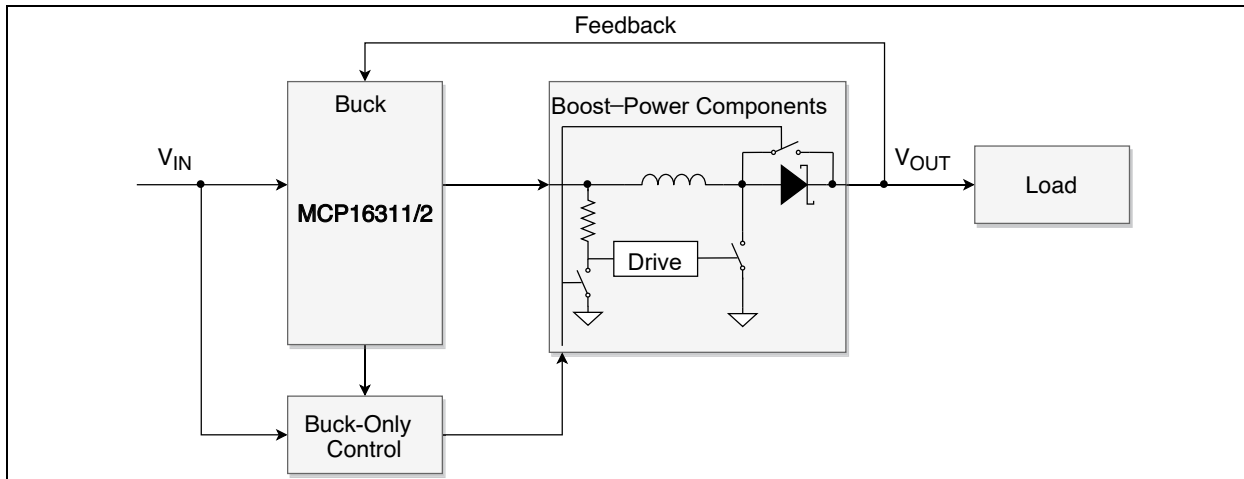 Feedback
Buck
Boost–Power Components
V_IN
V_OUT
Load
MCP16311/2
Drive
Buck-Only
Control